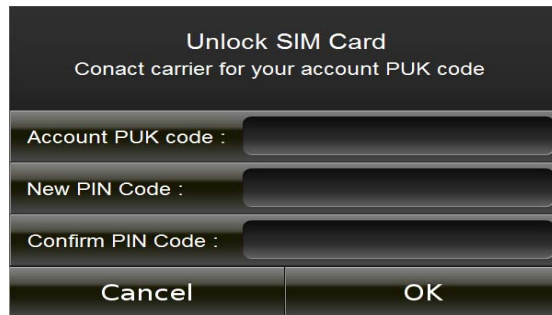 Unlock SIM Card
Conact carrier for your account PUK code
Account PUK code :
New PIN Code :
Confirm PIN Code :
Cancel
OK